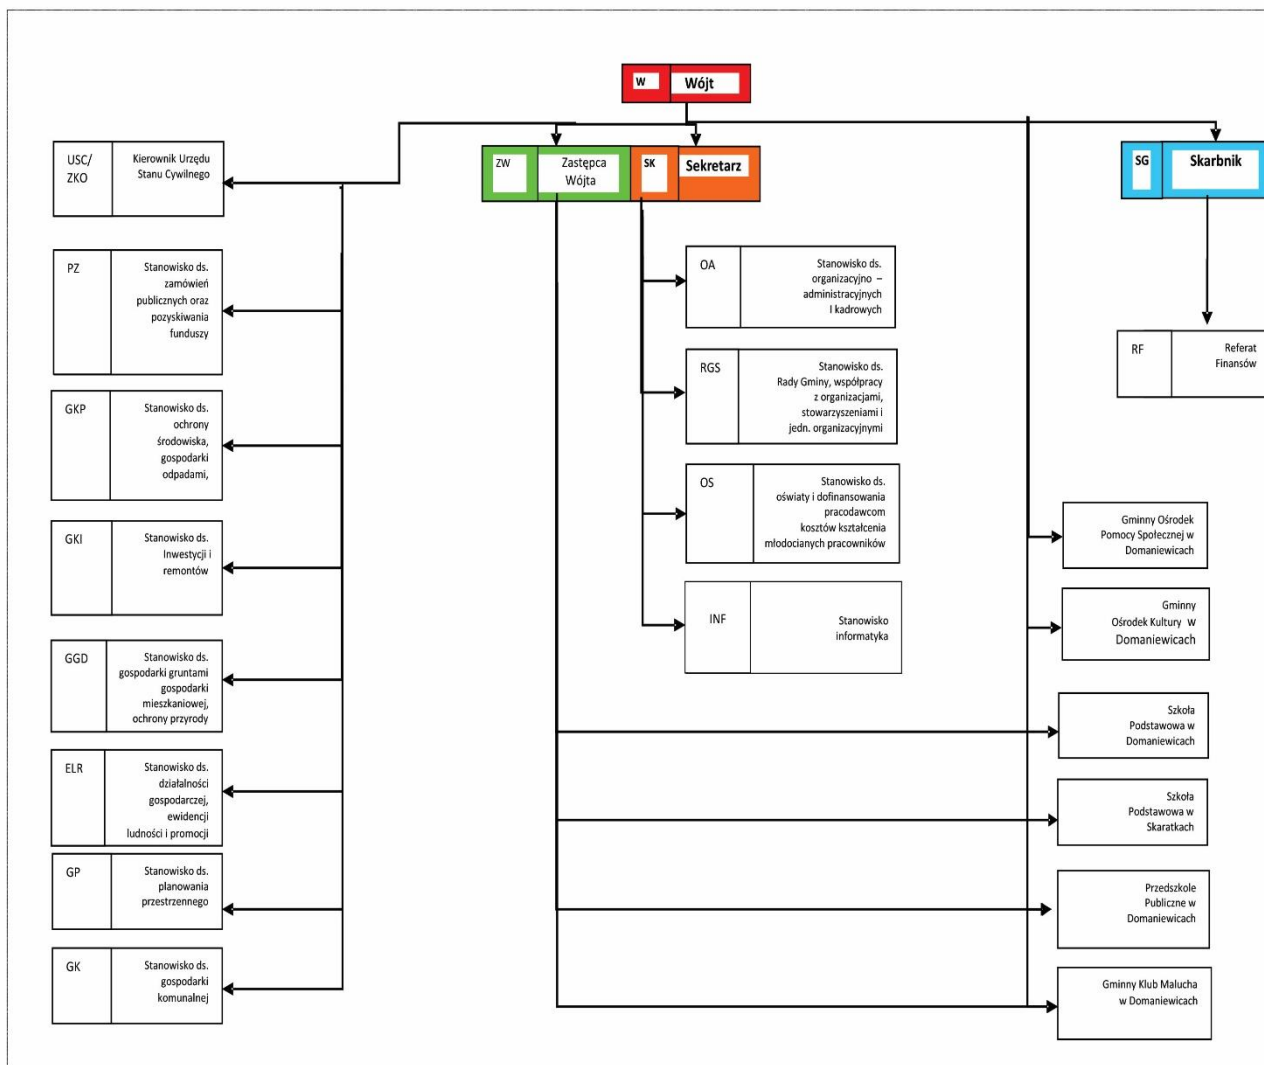 W Wójt
ZW Zastępca
Wójta
SK Sekretarz
SG Skarbnik
USC/
ZKO
Kierownik Urzędu
Stanu Cywilnego
PZ
Stanowisko ds.
zamówień
publicznych oraz
pozyskiwania
funduszy
GKP
Stanowisko ds.
ochrony
środowiska,
gospodarki
odpadami,
GKI
Stanowisko ds.
Inwestycji i
remontów
GGD
Stanowisko ds.
gospodarki gruntami
gospodarki
mieszkaniowej,
ochrony przyrody
ELR
Stanowisko ds.
działalności
gospodarczej,
ewidencji
ludności i promocji
GP
Stanowisko ds.
planowania
przestrzennego
GK
Stanowisko ds.
gospodarki
komunalnej
OA
Stanowisko ds.
organizacyjno –
administracyjnych
I kadrowych
RGS
Stanowisko ds.
Rady Gminy, współpracy
z organizacjami,
stowarzyszeniami i
jedn. organizacyjnymi
OS
Stanowisko ds.
oświaty i dofinansowania
pracodawcom
kosztów kształcenia
młodocianych pracowników
INF
Stanowisko
informatyka
RF
Referat
Finansów
Gminny Ośrodek
Pomocy Społecznej w
Domaniewicach
Gminny
Ośrodek Kultury w
Domaniewicach
Szkoła
Podstawowa w
Domaniewicach
Szkoła
Podstawowa w
Skaratkach
Przedszkole
Publiczne w
Domaniewicach
Gminny Klub Malucha
w Domaniewicach